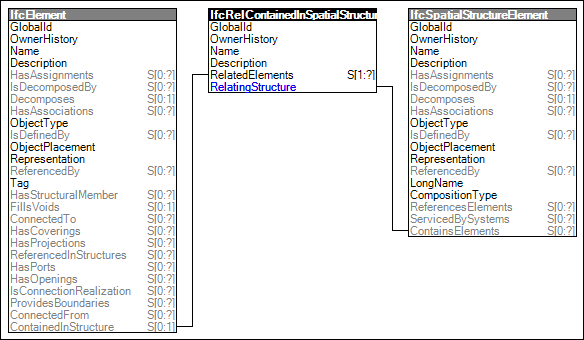 IfcElement
GlobalId
OwnerHistory
Name
Description
HasAssignments S[0:?]
IsDecomposedBy S[0:?]
Decomposes S[0:1]
HasAssociations S[0:?]
ObjectType
IsDefinedBy S[0:?]
ObjectPlacement
Representation
ReferencedBy S[0:?]
Tag
HasStructuralMember S[0:?]
FillsVoids S[0:1]
ConnectedTo S[0:?]
HasCoverings S[0:?]
HasProjections S[0:?]
ReferencedInStructures S[0:?]
HasPorts S[0:?]
HasOpenings S[0:?]
IsConnectionRealization S[0:?]
ProvidesBoundaries S[0:?]
ConnectedFrom S[0:?]
ContainedInStructure S[0:1]
IfcRelContainedInSpatialStructure
GlobalId
OwnerHistory
Name
Description
RelatedElements S[1:?]
RelatingStructure
IfcSpatialStructureElement
GlobalId
OwnerHistory
Name
Description
HasAssignments S[0:?]
IsDecomposedBy S[0:?]
Decomposes S[0:1]
HasAssociations S[0:?]
ObjectType
IsDefinedBy S[0:?]
ObjectPlacement
Representation
ReferencedBy S[0:?]
LongName
CompositionType
ReferencesElements S[0:?]
ServicedBySystems S[0:?]
ContainsElements S[0:?]